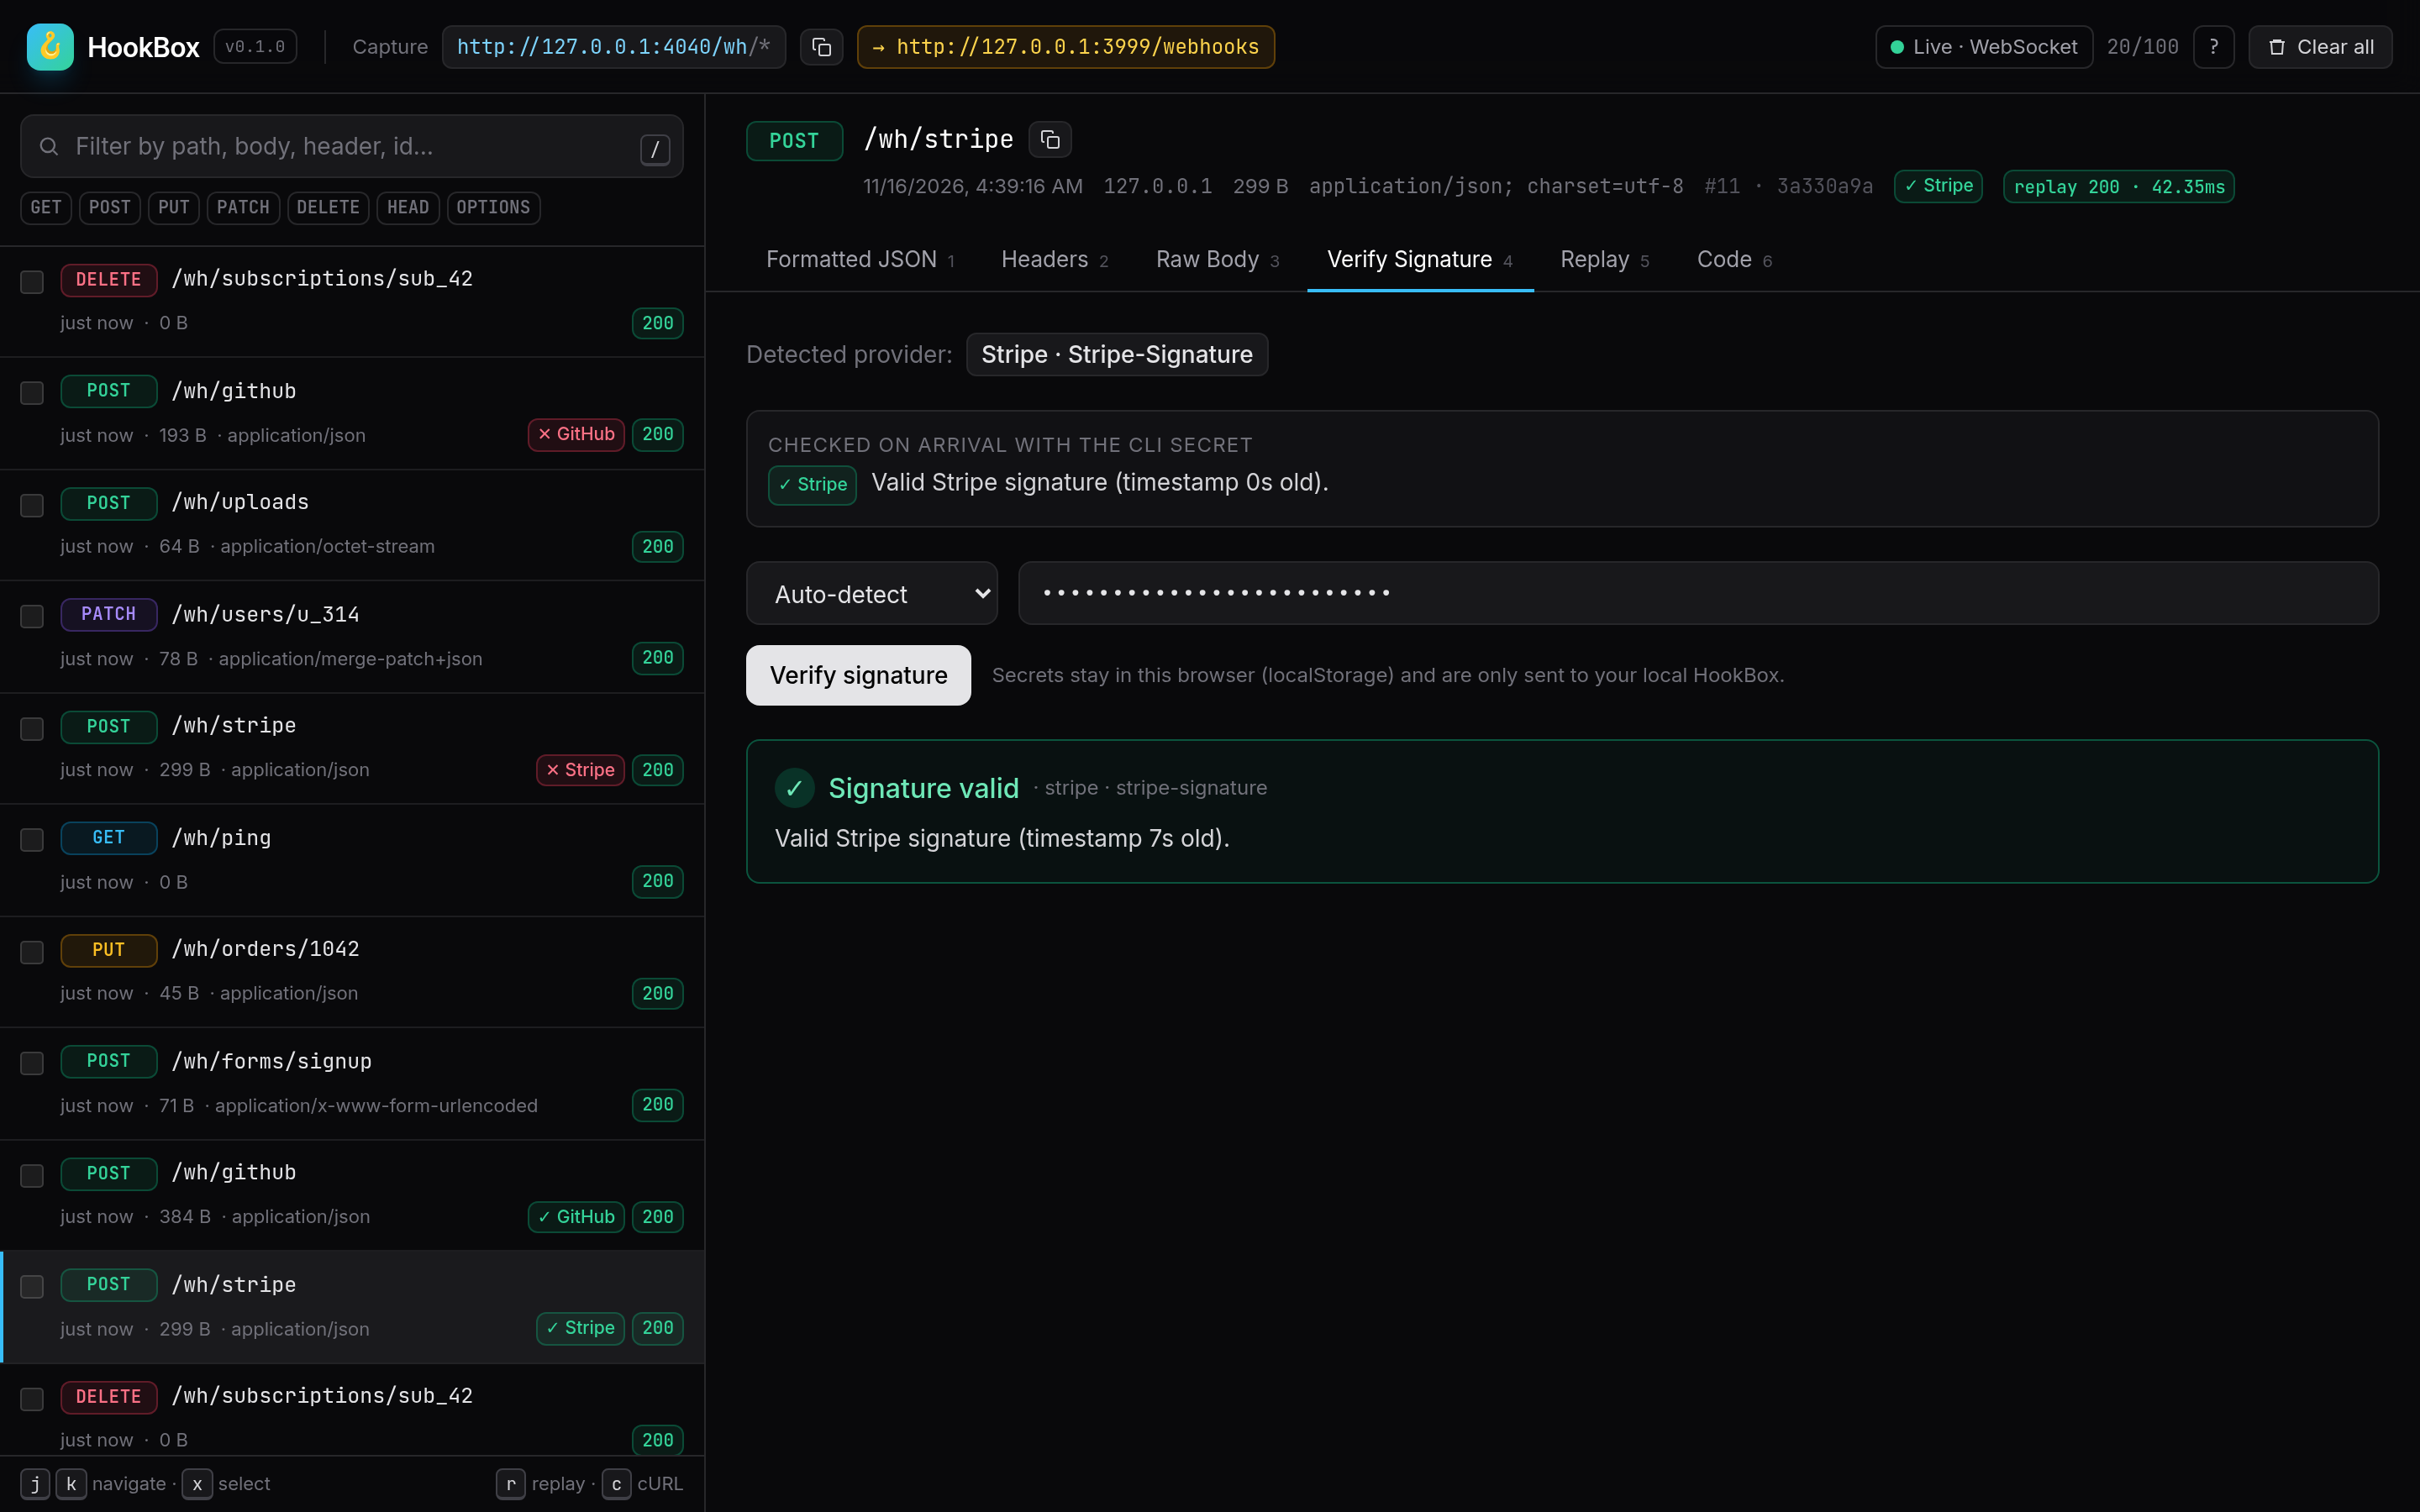 HookBox v0.1.0 Capture http://127.0.0.1:4040/wh/* → http://127.0.0.1:3999/webhooks Live · WebSocket 20/100 ? Clear all
Filter by path, body, header, id... /
GET POST PUT PATCH DELETE HEAD OPTIONS
DELETE /wh/subscriptions/sub_42
just now · 0 B 200
POST /wh/github
just now · 193 B · application/json ✕ GitHub 200
POST /wh/uploads
just now · 64 B · application/octet-stream 200
PATCH /wh/users/u_314
just now · 78 B · application/merge-patch+json 200
POST /wh/stripe
just now · 299 B · application/json ✕ Stripe 200
GET /wh/ping
just now · 0 B 200
PUT /wh/orders/1042
just now · 45 B · application/json 200
POST /wh/forms/signup
just now · 71 B · application/x-www-form-urlencoded 200
POST /wh/github
just now · 384 B · application/json ✓ GitHub 200
POST /wh/stripe
just now · 299 B · application/json ✓ Stripe 200
DELETE /wh/subscriptions/sub_42
just now · 0 B 200
j k navigate · x select r replay · c cURL
POST /wh/stripe
11/16/2026, 4:39:16 AM 127.0.0.1 299 B application/json; charset=utf-8 #11 · 3a330a9a ✓ Stripe replay 200 · 42.35ms
Formatted JSON 1 Headers 2 Raw Body 3 Verify Signature 4 Replay 5 Code 6
Detected provider: Stripe · Stripe-Signature
CHECKED ON ARRIVAL WITH THE CLI SECRET
✓ Stripe Valid Stripe signature (timestamp 0s old).
Auto-detect •••••••••••••••••••••••••
Verify signature Secrets stay in this browser (localStorage) and are only sent to your local HookBox.
✓ Signature valid · stripe · stripe-signature
Valid Stripe signature (timestamp 7s old).